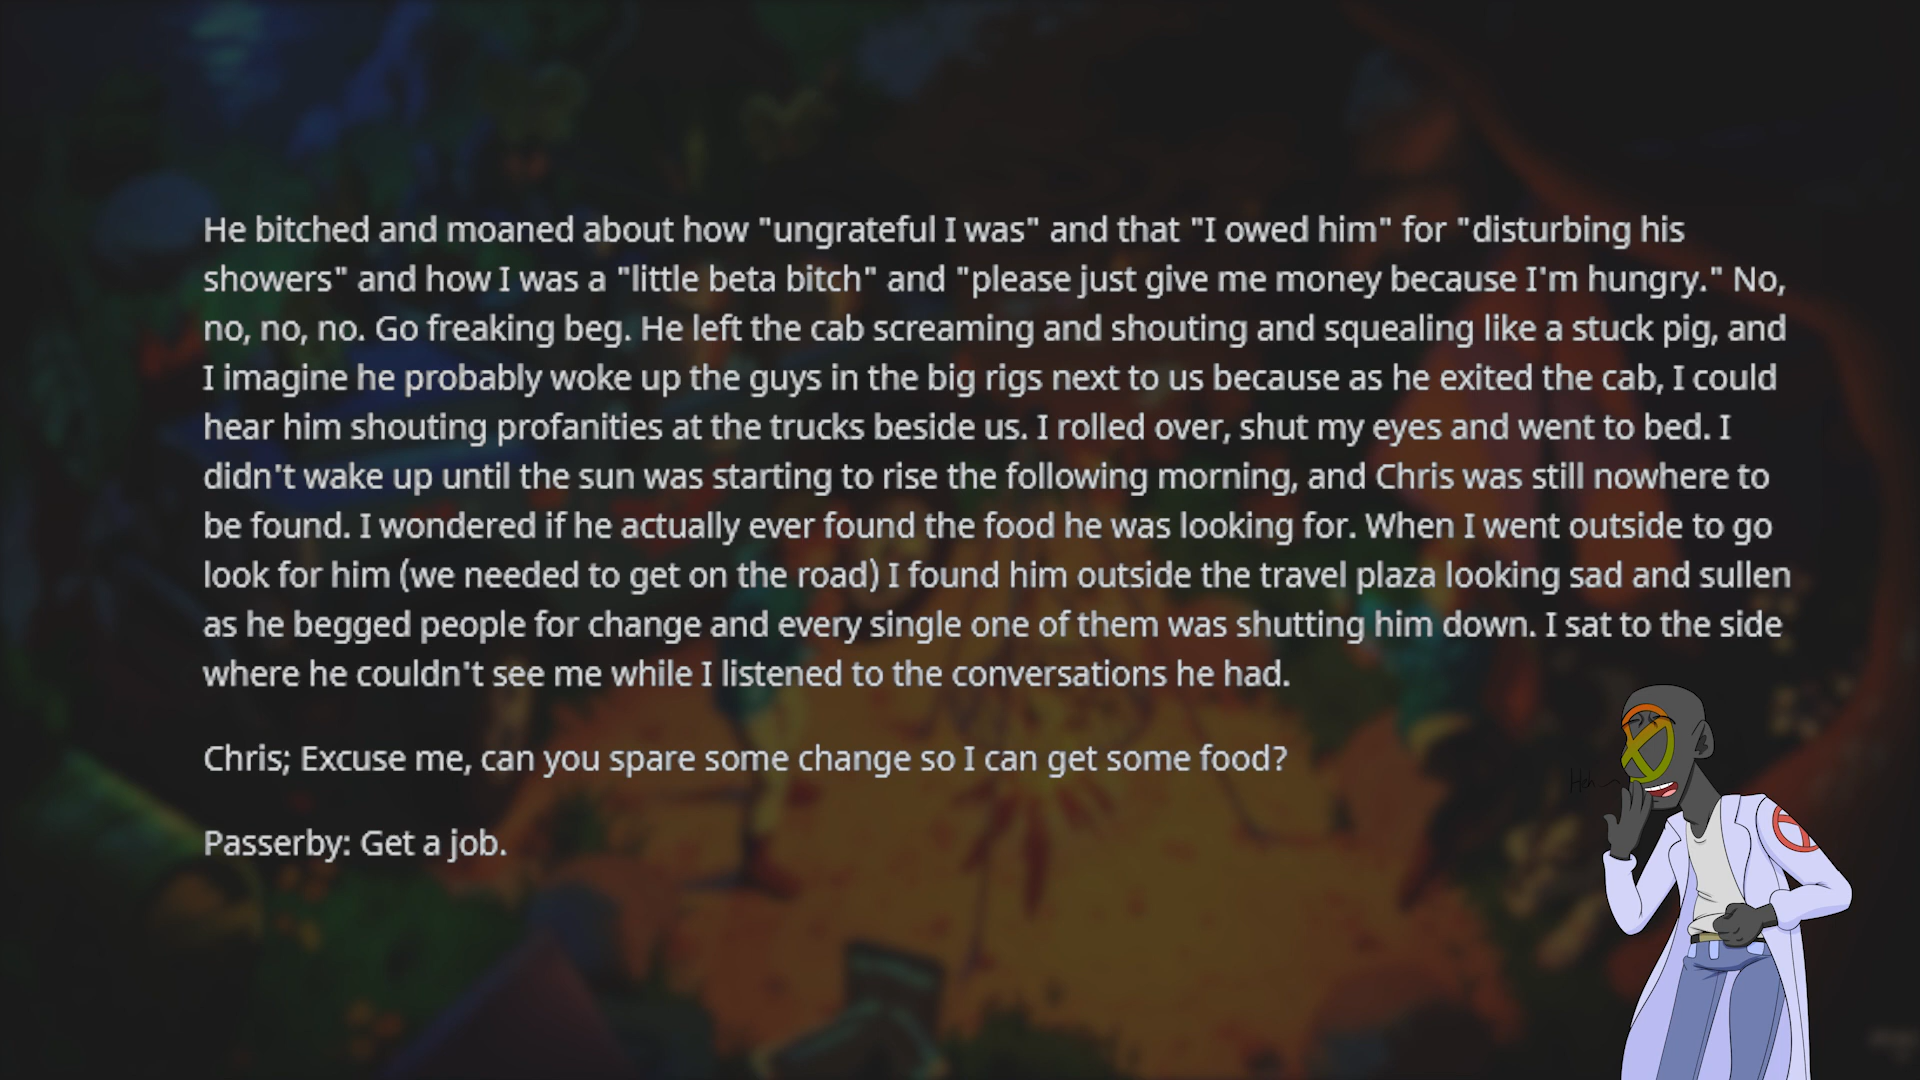 He bitched and moaned about how "ungrateful I was" and that "I owed him" for "disturbing his
showers" and how I was a "little beta bitch" and "please just give me money because I'm hungry." No,
no, no, no. Go freaking beg. He left the cab screaming and shouting and squealing like a stuck pig, and
I imagine he probably woke up the guys in the big rigs next to us because as he exited the cab, I could
hear him shouting profanities at the trucks beside us. I rolled over, shut my eyes and went to bed. I
didn't wake up until the sun was starting to rise the following morning, and Chris was still nowhere to
be found. I wondered if he actually ever found the food he was looking for. When I went outside to go
look for him (we needed to get on the road) I found him outside the travel plaza looking sad and sullen
as he begged people for change and every single one of them was shutting him down. I sat to the side
where he couldn't see me while I listened to the conversations he had.
Chris; Excuse me, can you spare some change so I can get some food?
Passerby: Get a job.